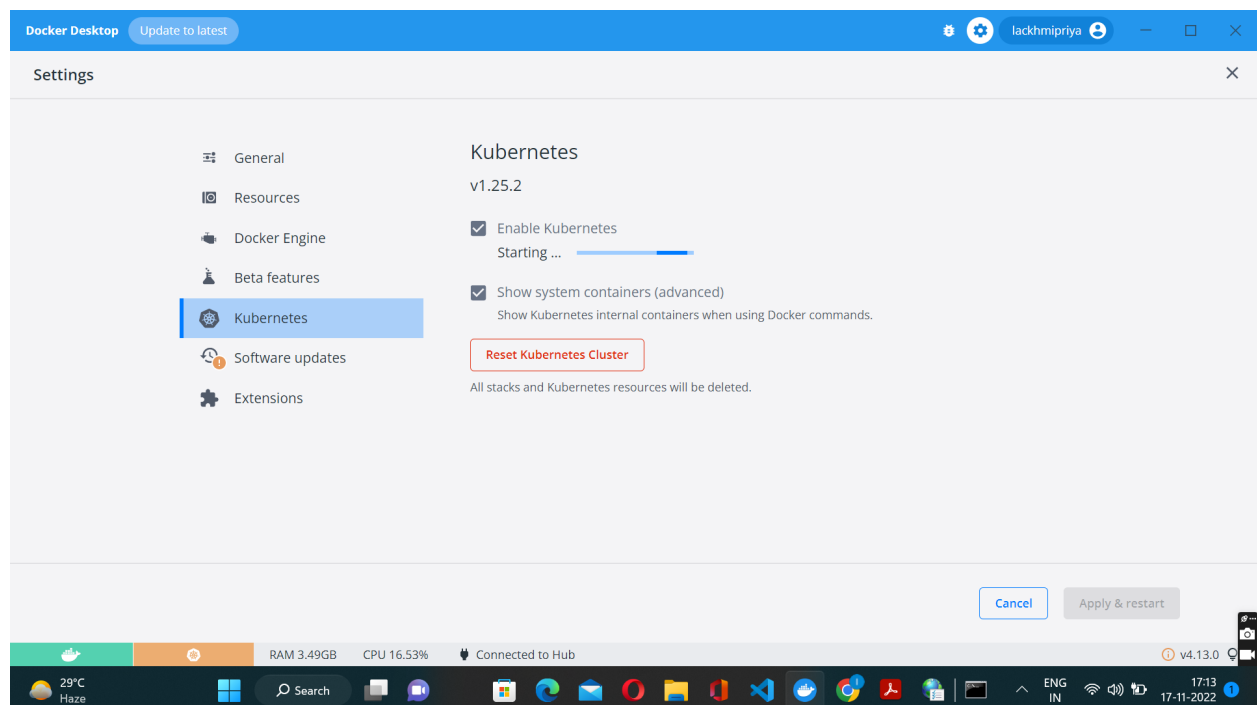 Docker Desktop
Update to latest
lackhmipriya
Settings
General
Resources
Docker Engine
Beta features
Kubernetes
Software updates
Extensions
Kubernetes
v1.25.2
Enable Kubernetes
Starting ...
Show system containers (advanced)
Show Kubernetes internal containers when using Docker commands.
Reset Kubernetes Cluster
All stacks and Kubernetes resources will be deleted.
Cancel
Apply & restart
RAM 3.49GB
CPU 16.53%
Connected to Hub
v4.13.0
29°C
Haze
Search
ENG
IN
17:13
17-11-2022
1